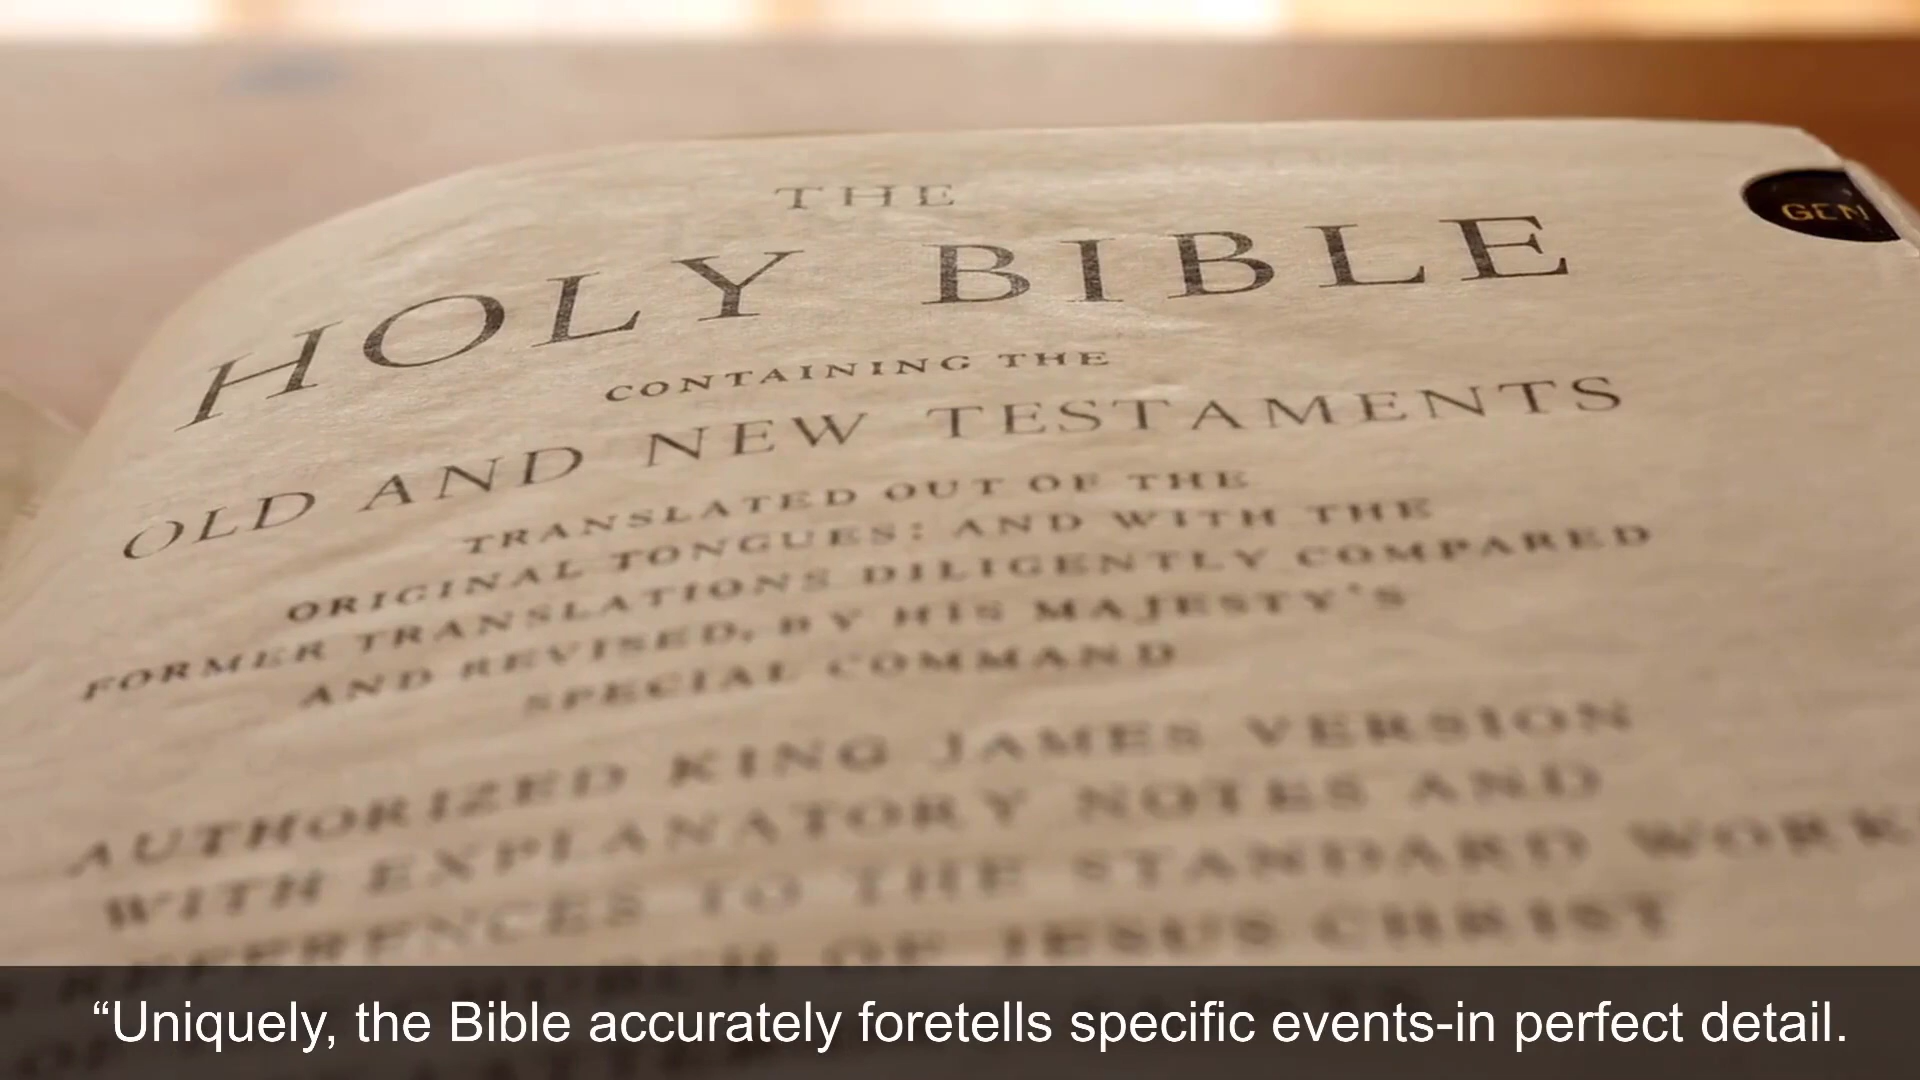 THE
GEN
HOLY BIBLE
CONTAINING THE
OLD AND NEW TESTAMENTS
TRANSLATED OUT OF THE
ORIGINAL TONGUES: AND WITH THE
FORMER TRANSLATIONS DILIGENTLY COMPARED
AND REVISED, BY HIS MAJESTY'S
SPECIAL COMMAND
AUTHORIZED KING JAMES VERSION
WITH EXPLANATORY NOTES AND
REFERENCES TO THE STANDARD WORKS
CHURCH OF JESUS CHRIST
“Uniquely, the Bible accurately foretells specific events-in perfect detail.